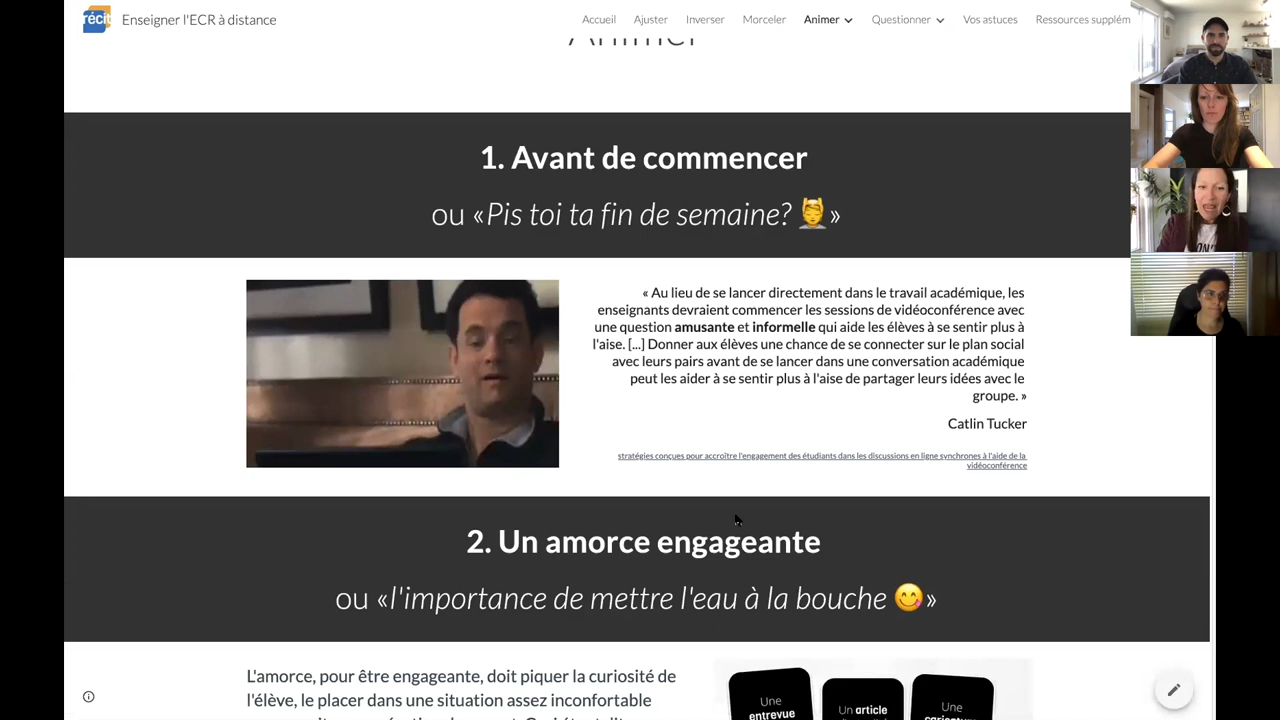 récit
Enseigner l'ECR à distance
Accueil Ajuster Inverser Morceler Animer Questionner Vos astuces Ressources supplém
Animer
1. Avant de commencer
ou «Pis toi ta fin de semaine? 💆»
« Au lieu de se lancer directement dans le travail académique, les
enseignants devraient commencer les sessions de vidéoconférence avec
une question amusante et informelle qui aide les élèves à se sentir plus à
l'aise. [...] Donner aux élèves une chance de se connecter sur le plan social
avec leurs pairs avant de se lancer dans une conversation académique
peut les aider à se sentir plus à l'aise de partager leurs idées avec le
groupe. »
Catlin Tucker
stratégies conçues pour accroître l'engagement des étudiants dans les discussions en ligne synchrones à l'aide de la
vidéoconférence
2. Un amorce engageante
ou «l'importance de mettre l'eau à la bouche 😋»
L'amorce, pour être engageante, doit piquer la curiosité de
l'élève, le placer dans une situation assez inconfortable
Une
entrevue
Un article
Une